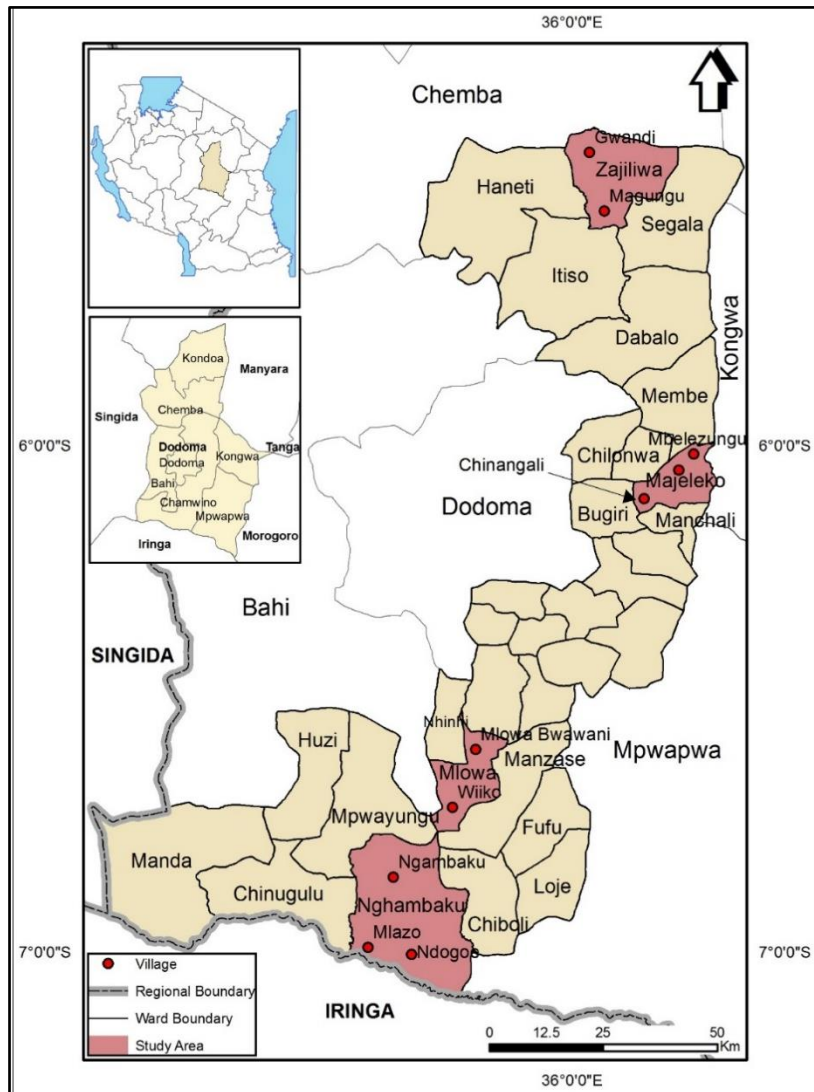 36°0'0"E
Chemba
Gwandi
Zajiliwa
Haneti
Magungu
Segala
Itiso
Dabalo
Kongwa
Membe
Kondoa
Manyara
Chemba
Singida
Dodoma
Dodoma
Kongwa
Tanga
Bahi
Chamwino
Mpwapwa
Iringa
Morogoro
6°0'0"S
6°0'0"S
Mbelezungu
Chilonwa
Chinangali
Majeleko
Dodoma
Bugiri
Manchali
Bahi
SINGIDA
Nhinhi
Mlowa Bwawani
Huzi
Manzase
Mpwapwa
Mlowa
Wiiko
Mpwayungu
Fufu
Manda
Ngambaku
Loje
Chinugulu
Nghambaku
Chiboli
Mlazo
Ndogos
7°0'0"S
7°0'0"S
Village
Regional Boundary
Ward Boundary
Study Area
IRINGA
0 12.5 25 50
Km
36°0'0"E